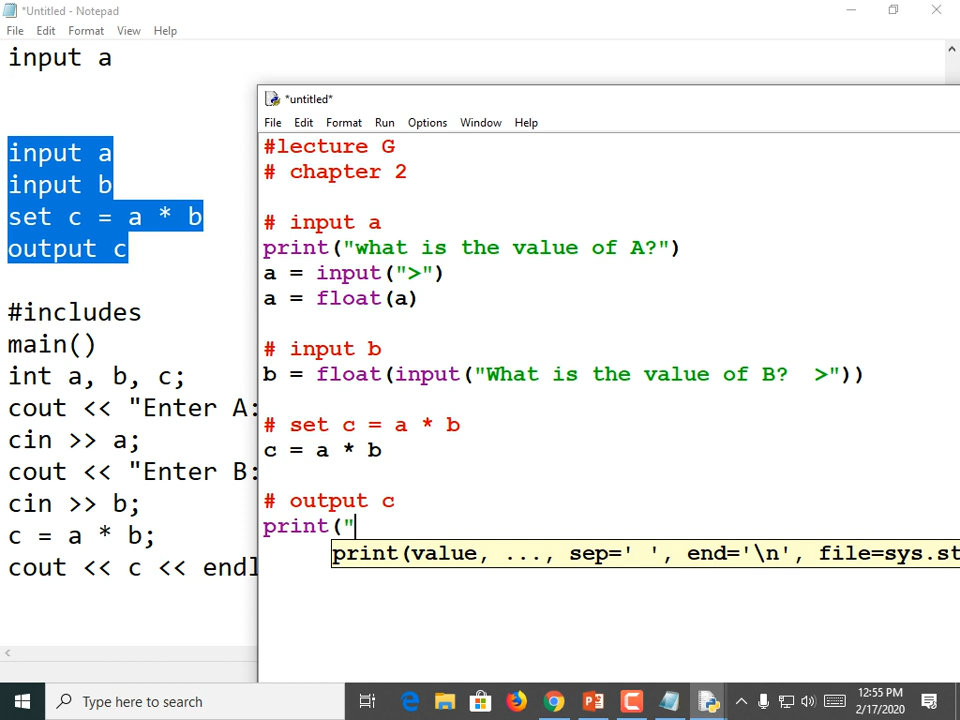 *Untitled - Notepad
File Edit Format View Help
input a
input a
input b
set c = a * b
output c
#includes
main()
int a, b, c;
cout << "Enter A:
cin >> a;
cout << "Enter B:
cin >> b;
c = a * b;
cout << c << endl
*untitled*
File Edit Format Run Options Window Help
#lecture G
# chapter 2
# input a
print("what is the value of A?")
a = input(">")
a = float(a)
# input b
b = float(input("What is the value of B?  >"))
# set c = a * b
c = a * b
# output c
print("
print(value, ..., sep=' ', end='\n', file=sys.st
Type here to search
12:55 PM
2/17/2020